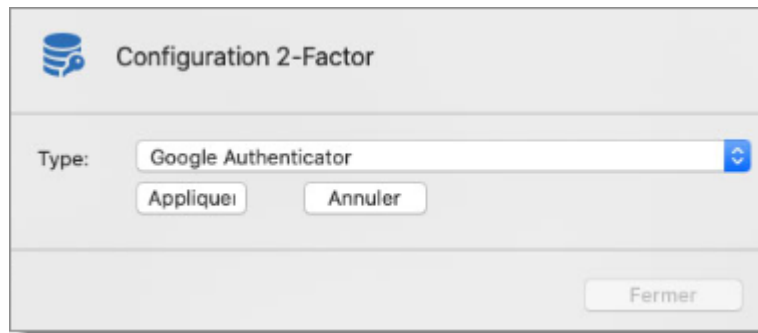 Configuration 2-Factor
Type: Google Authenticator
Appliquer Annuler
Fermer